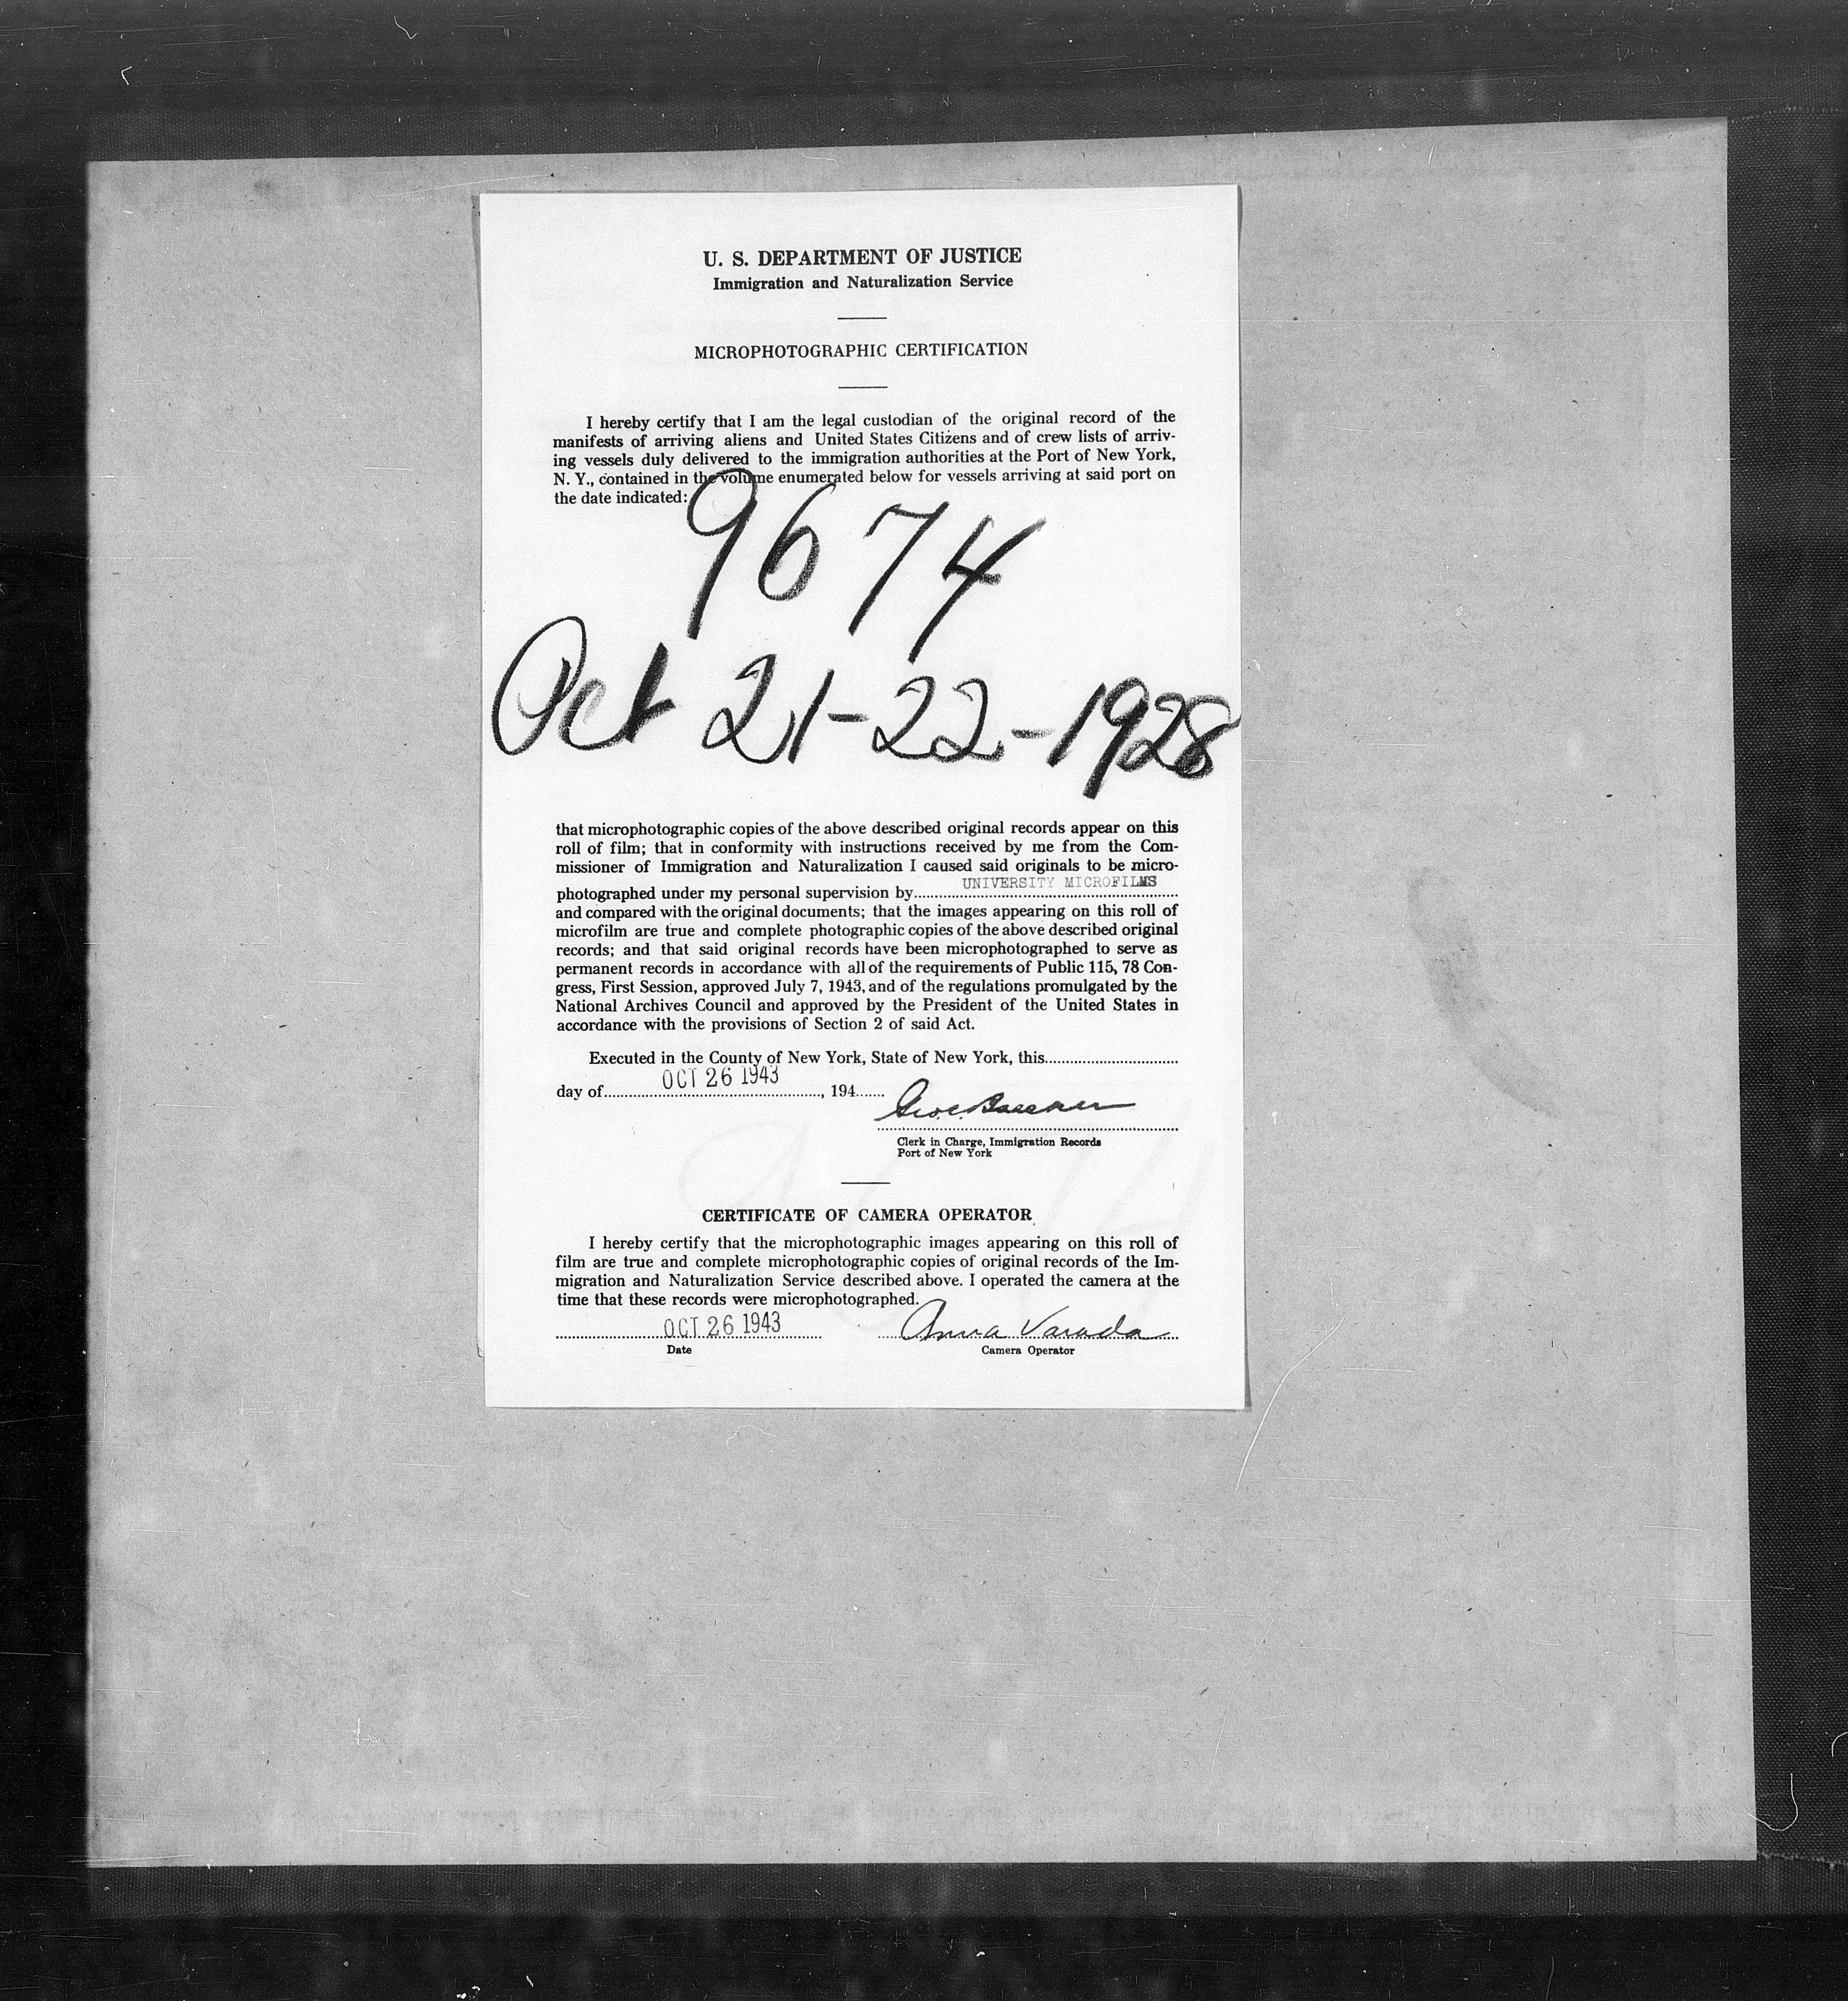 U. S. DEPARTMENT OF JUSTICE
Immigration and Naturalization Service
MICROPHOTOGRAPHIC CERTIFICATION
I hereby certify that I am the legal custodian of the original record of the
manifests of arriving aliens and United States Citizens and of crew lists of arriv-
ing vessels duly delivered to the immigration authorities at the Port of New York,
N. Y., contained in the volume enumerated below for vessels arriving at said port on
the date indicated:
9674
Oct 21-22-1928
that microphotographic copies of the above described original records appear on this
roll of film; that in conformity with instructions received by me from the Com-
missioner of Immigration and Naturalization I caused said originals to be micro-
photographed under my personal supervision by UNIVERSITY MICROFILMS
and compared with the original documents; that the images appearing on this roll of
microfilm are true and complete photographic copies of the above described original
records; and that said original records have been microphotographed to serve as
permanent records in accordance with all of the requirements of Public 115, 78 Con-
gress, First Session, approved July 7, 1943, and of the regulations promulgated by the
National Archives Council and approved by the President of the United States in
accordance with the provisions of Section 2 of said Act.
Executed in the County of New York, State of New York, this
day of OCT 26 1943, 194
Clerk in Charge, Immigration Records
Port of New York
CERTIFICATE OF CAMERA OPERATOR
I hereby certify that the microphotographic images appearing on this roll of
film are true and complete microphotographic copies of original records of the Im-
migration and Naturalization Service described above. I operated the camera at the
time that these records were microphotographed.
OCT 26 1943 Anna Varada
Date Camera Operator